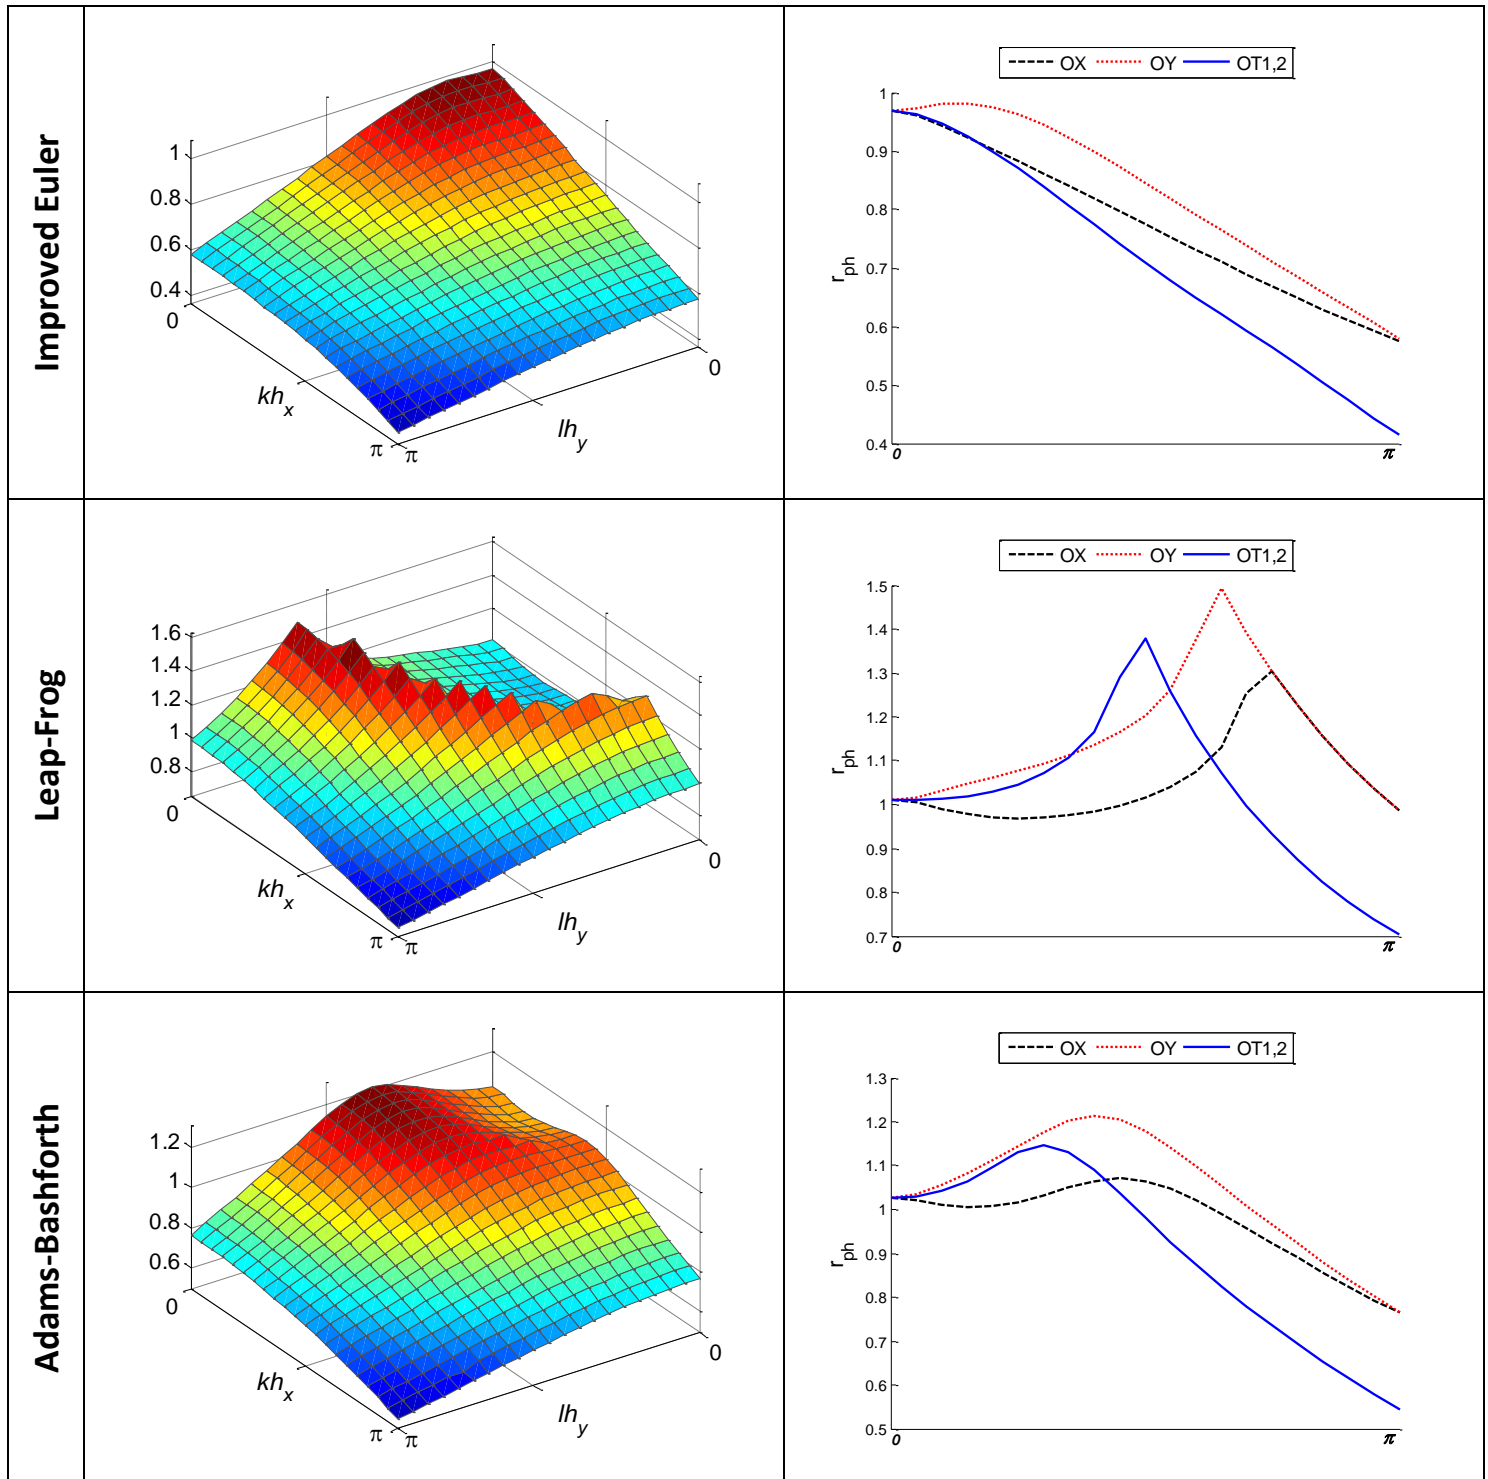 Improved Euler
1
0.8
0.6
0.4
0
kh_x
π
π
lh_y
0
OX OY OT1,2
1
0.9
0.8
0.7
0.6
0.5
0.4
r_ph
0
π
Leap-Frog
1.6
1.4
1.2
1
0.8
0
kh_x
π
π
lh_y
0
OX OY OT1,2
1.5
1.4
1.3
1.2
1.1
1
0.9
0.8
0.7
r_ph
0
π
Adams-Bashforth
1.2
1
0.8
0.6
0
kh_x
π
π
lh_y
0
OX OY OT1,2
1.3
1.2
1.1
1
0.9
0.8
0.7
0.6
0.5
r_ph
0
π